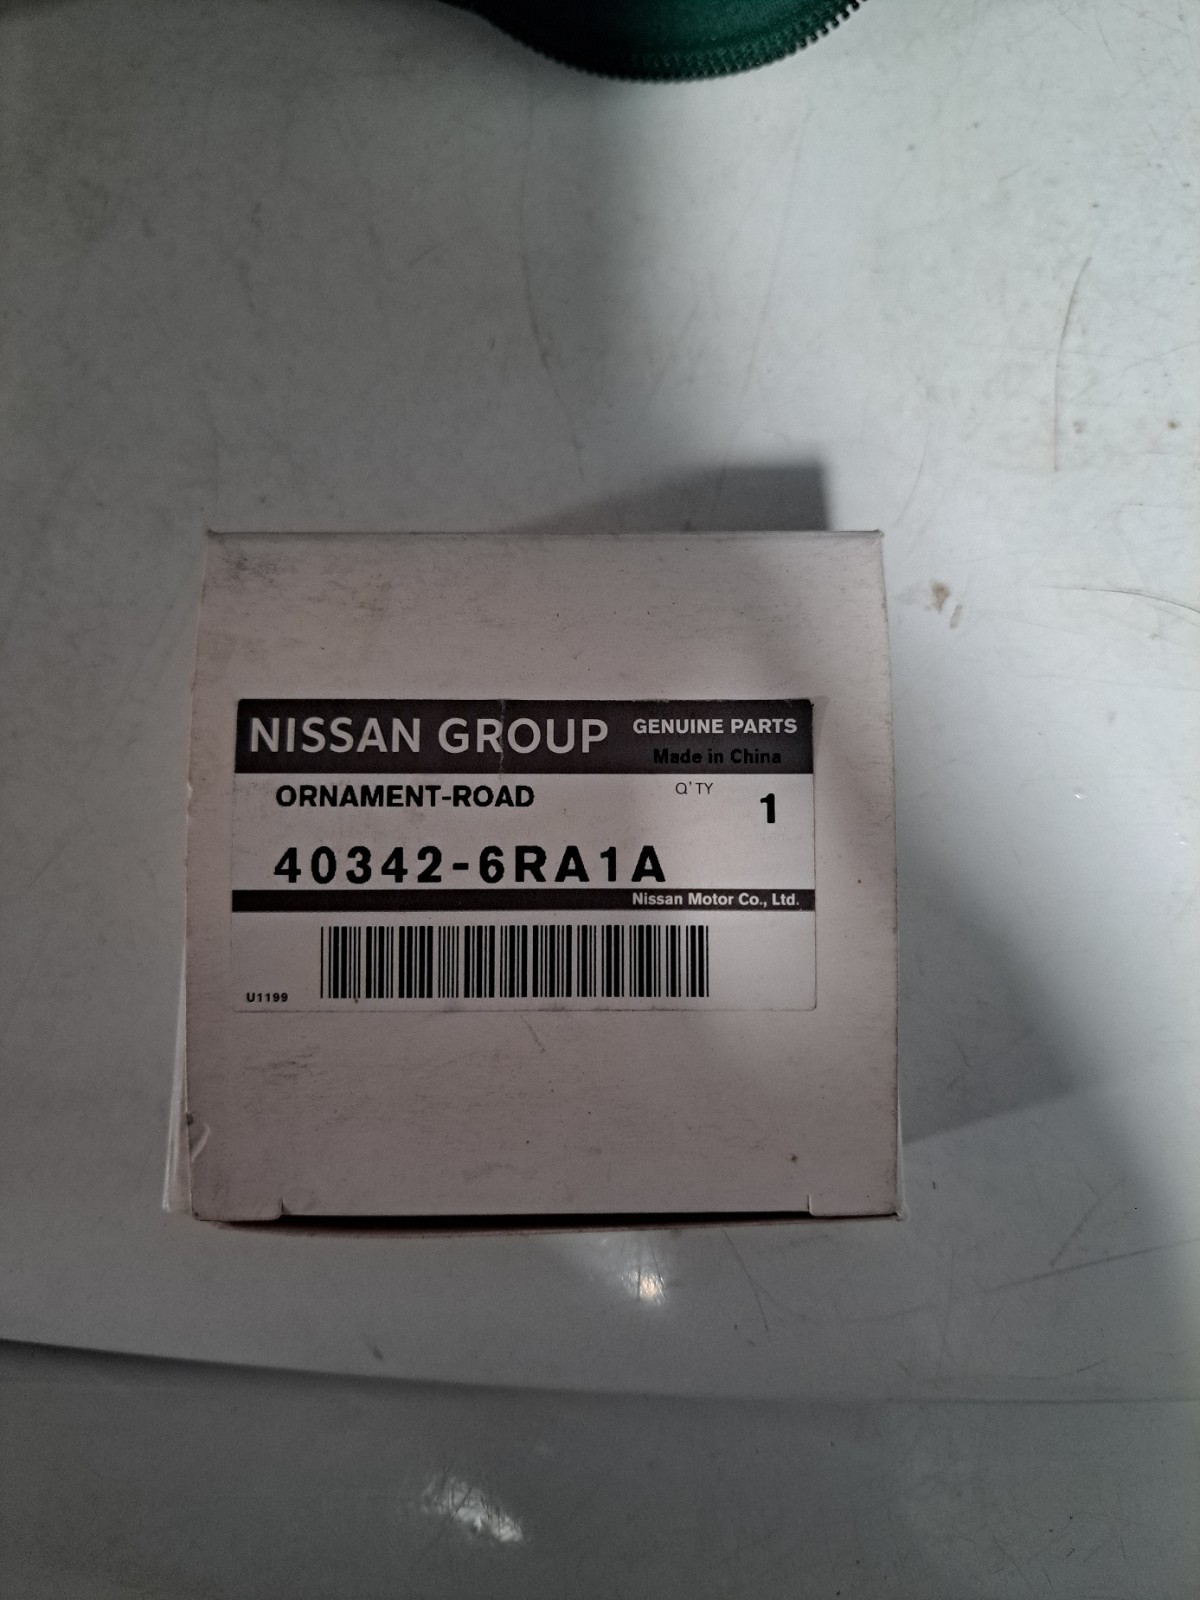 NISSAN GROUP GENUINE PARTS
Made in China
ORNAMENT-ROAD Q'TY 1
40342-6RA1A
Nissan Motor Co., Ltd.
U1199